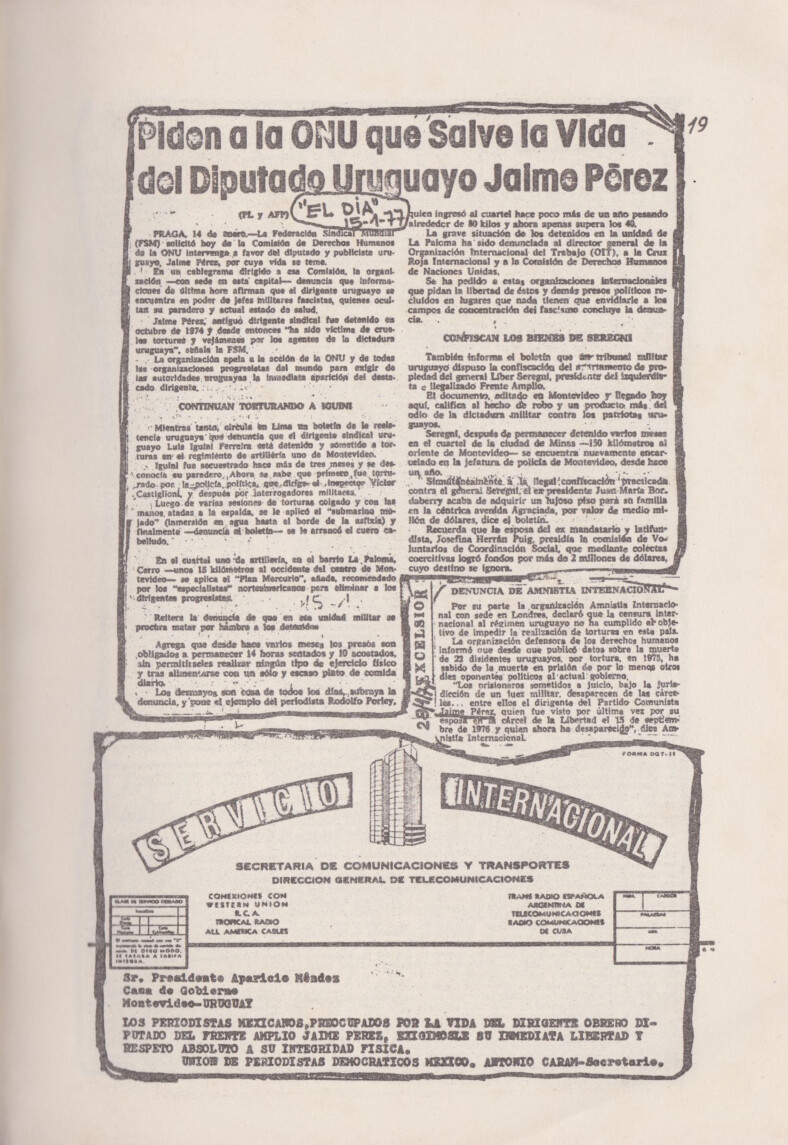 19
Piden a la ONU que Salve la Vida
del Diputado Uruguayo Jaime Pérez
"EL DIA"
15-1-77
(PL y AFP)
PRAGA, 14 de enero.—La Federación Sindical Mundial
(FSM) solicitó hoy de la Comisión de Derechos Humanos
de la ONU intervenga a favor del diputado y publicista uru-
guayo, Jaime Pérez, por cuya vida se teme.
En un cablegrama dirigido a esa Comisión, la organi-
zación —con sede en esta capital— denuncia que informa-
ciones de última hora afirman que el dirigente uruguayo se
encuentra en poder de jefes militares fascistas, quienes ocul-
tan su paradero y actual estado de salud.
Jaime Pérez, antiguo dirigente sindical fue detenido en
octubre de 1974 y desde entonces "ha sido víctima de crue-
les torturas y vejámenes por los agentes de la dictadura
uruguaya", señala la FSM.
La organización apela a la acción de la ONU y de todas
las organizaciones progresistas del mundo para exigir de
las autoridades uruguayas la inmediata aparición del desta-
cado dirigente.
CONTINUAN TORTURANDO A IGUINI
Mientras tanto, circula en Lima un boletín de la resis-
tencia uruguaya que denuncia que el dirigente sindical uru-
guayo Luis Iguini Ferreira está detenido y sometido a tor-
turas en el regimiento de artillería uno de Montevideo.
Iguini fue secuestrado hace más de tres meses y se des-
conocía su paradero. Ahora se sabe que primero fue tortu-
rado por la policía política, que dirige el inspector Víctor
Castiglioni, y después por interrogadores militares.
Luego de varias sesiones de torturas colgado y con las
manos atadas a la espalda, se le aplicó el "submarino mo-
jado" (inmersión en agua hasta el borde de la asfixia) y
finalmente —denuncia el boletín— se le arrancó el cuero ca-
belludo.
En el cuartel uno de artillería, en el barrio La Paloma,
Cerro —unos 15 kilómetros al occidente del centro de Mon-
tevideo— se aplica el "Plan Mercurio", añade, recomendado
por los "especialistas" norteamericanos para eliminar a los
dirigentes progresistas.
15-1-
Reitera la denuncia de que en esa unidad militar se
procura matar por hambre a los detenidos
Agrega que desde hace varios meses los presos son
obligados a permanecer 14 horas sentados y 10 acostados,
sin permitírseles realizar ningún tipo de ejercicio físico
y tras alimentarse con un sólo y escaso plato de comida
diario.
Los desmayos son cosa de todos los días, subraya la
denuncia, y pone el ejemplo del periodista Rodolfo Porley,
quien ingresó al cuartel hace poco más de un año pesando
alrededor de 80 kilos y ahora apenas supera los 40.
La grave situación de los detenidos en la unidad de
La Paloma ha sido denunciada al director general de la
Organización Internacional del Trabajo (OIT), a la Cruz
Roja Internacional y a la Comisión de Derechos Humanos
de Naciones Unidas.
Se ha pedido a estas organizaciones internacionales
que pidan la libertad de éstos y demás presos políticos re-
cluidos en lugares que nada tienen que envidiarle a los
campos de concentración del fascismo concluye la denun-
cia.
CONFISCAN LOS BIENES DE SEREGNI
También informa el boletín que un tribunal militar
uruguayo dispuso la confiscación del apartamento de pro-
piedad del general Líber Seregni, presidente del izquierdis-
ta e ilegalizado Frente Amplio.
El documento, editado en Montevideo y llegado hoy
aquí, califica al hecho de robo y un producto más del
odio de la dictadura militar contra los patriotas uru-
guayos.
Seregni, después de permanecer detenido varios meses
en el cuartel de la ciudad de Minas —150 kilómetros al
oriente de Montevideo— se encuentra nuevamente encar-
celado en la jefatura de policía de Montevideo, desde hace
un año.
Simultáneamente a la ilegal confiscación practicada
contra el general Seregni, el ex presidente Juan María Bor-
daberry acaba de adquirir un lujoso piso para su familia
en la céntrica avenida Agraciada, por valor de medio mi-
llón de dólares, dice el boletín.
Recuerda que la esposa del ex mandatario y latifun-
dista, Josefina Herrán Puig, presidía la comisión de Vo-
luntarios de Coordinación Social, que mediante colectas
coercitivas logró fondos por más de 2 millones de dólares,
cuyo destino se ignora.
EXCELSIOR
DENUNCIA DE AMNISTIA INTERNACIONAL
Por su parte la organización Amnistía Internacio-
nal con sede en Londres, declaró que la censura inter-
nacional al régimen uruguayo no ha cumplido el obje-
tivo de impedir la realización de torturas en este país.
La organización defensora de los derechos humanos
informó que desde que publicó datos sobre la muerte
de 22 disidentes uruguayos, por tortura, en 1975, ha
sabido de la muerte en prisión de por lo menos otros
diez oponentes políticos al actual gobierno.
"Los prisioneros sometidos a juicio, bajo la juris-
dicción de un juez militar, desaparecen de las cárce-
les... entre ellos el dirigente del Partido Comunista
Jaime Pérez, quien fue visto por última vez por su
esposa en la cárcel de la Libertad el 15 de septiem-
bre de 1976 y quien ahora ha desaparecido", dice Am-
nistía Internacional.
FORMA DGT-
SERVICIO INTERNACIONAL
SECRETARIA DE COMUNICACIONES Y TRANSPORTES
DIRECCION GENERAL DE TELECOMUNICACIONES
CLASE DE SERVICIO DESEADO
CONEXIONES CON
WESTERN UNION
R.C.A.
TROPICAL RADIO
ALL AMERICA CABLES
TRANS RADIO ESPAÑOLA
ARGENTINA DE
TELECOMUNICACIONES
RADIO COMUNICACIONES
DE CUBA
PALABRAS
HORA
Sr. Presidente Aparicio Méndez
Casa de Gobierno
Montevideo-URUGUAY
LOS PERIODISTAS MEXICANOS, PREOCUPADOS POR LA VIDA DEL DIRIGENTE OBRERO DI-
PUTADO DEL FRENTE AMPLIO JAIME PEREZ, EXIGIMOSLE SU INMEDIATA LIBERTAD Y
RESPETO ABSOLUTO A SU INTEGRIDAD FISICA.
UNION DE PERIODISTAS DEMOCRATICOS MEXICO. ANTONIO CARAM-Secretario.